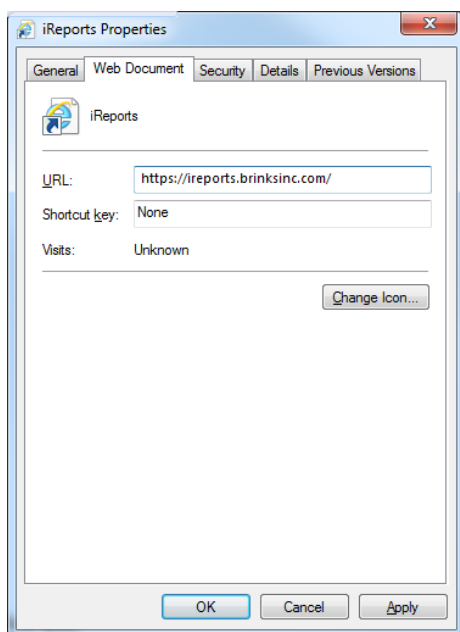 iReports Properties
General Web Document Security Details Previous Versions
iReports
URL: https://ireports.brinksinc.com/
Shortcut key: None
Visits: Unknown
Change Icon...
OK Cancel Apply